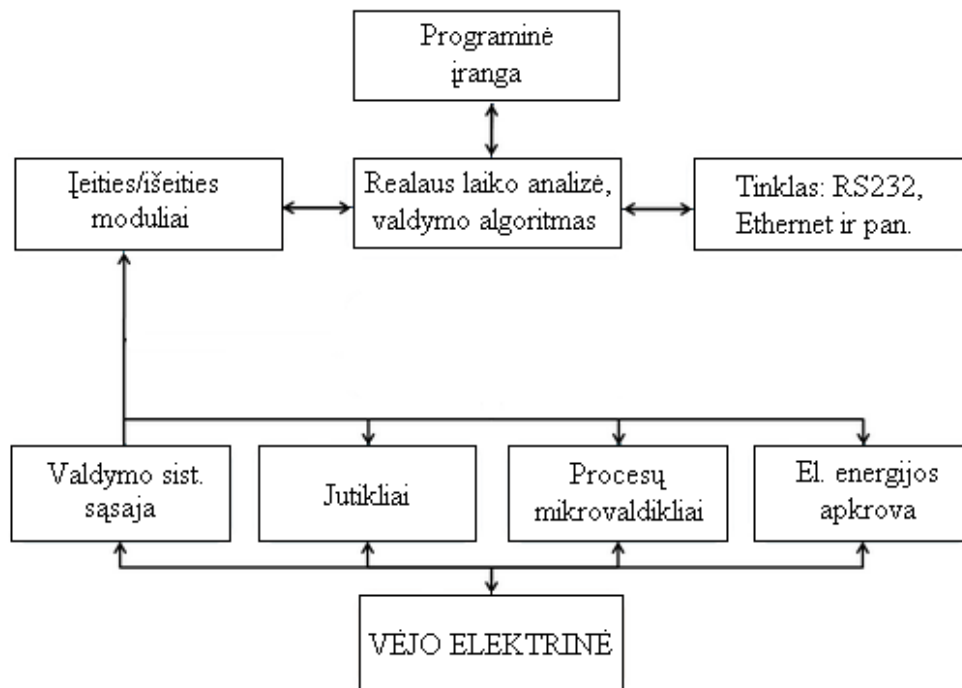 Programinė
įranga
Įeities/išeities
moduliai
Realaus laiko analizė,
valdymo algoritmas
Tinklas: RS232,
Ethernet ir pan.
Valdymo sist.
sąsaja
Jutikliai
Procesų
mikrovaldikliai
El. energijos
apkrova
VĖJO ELEKTRINĖ